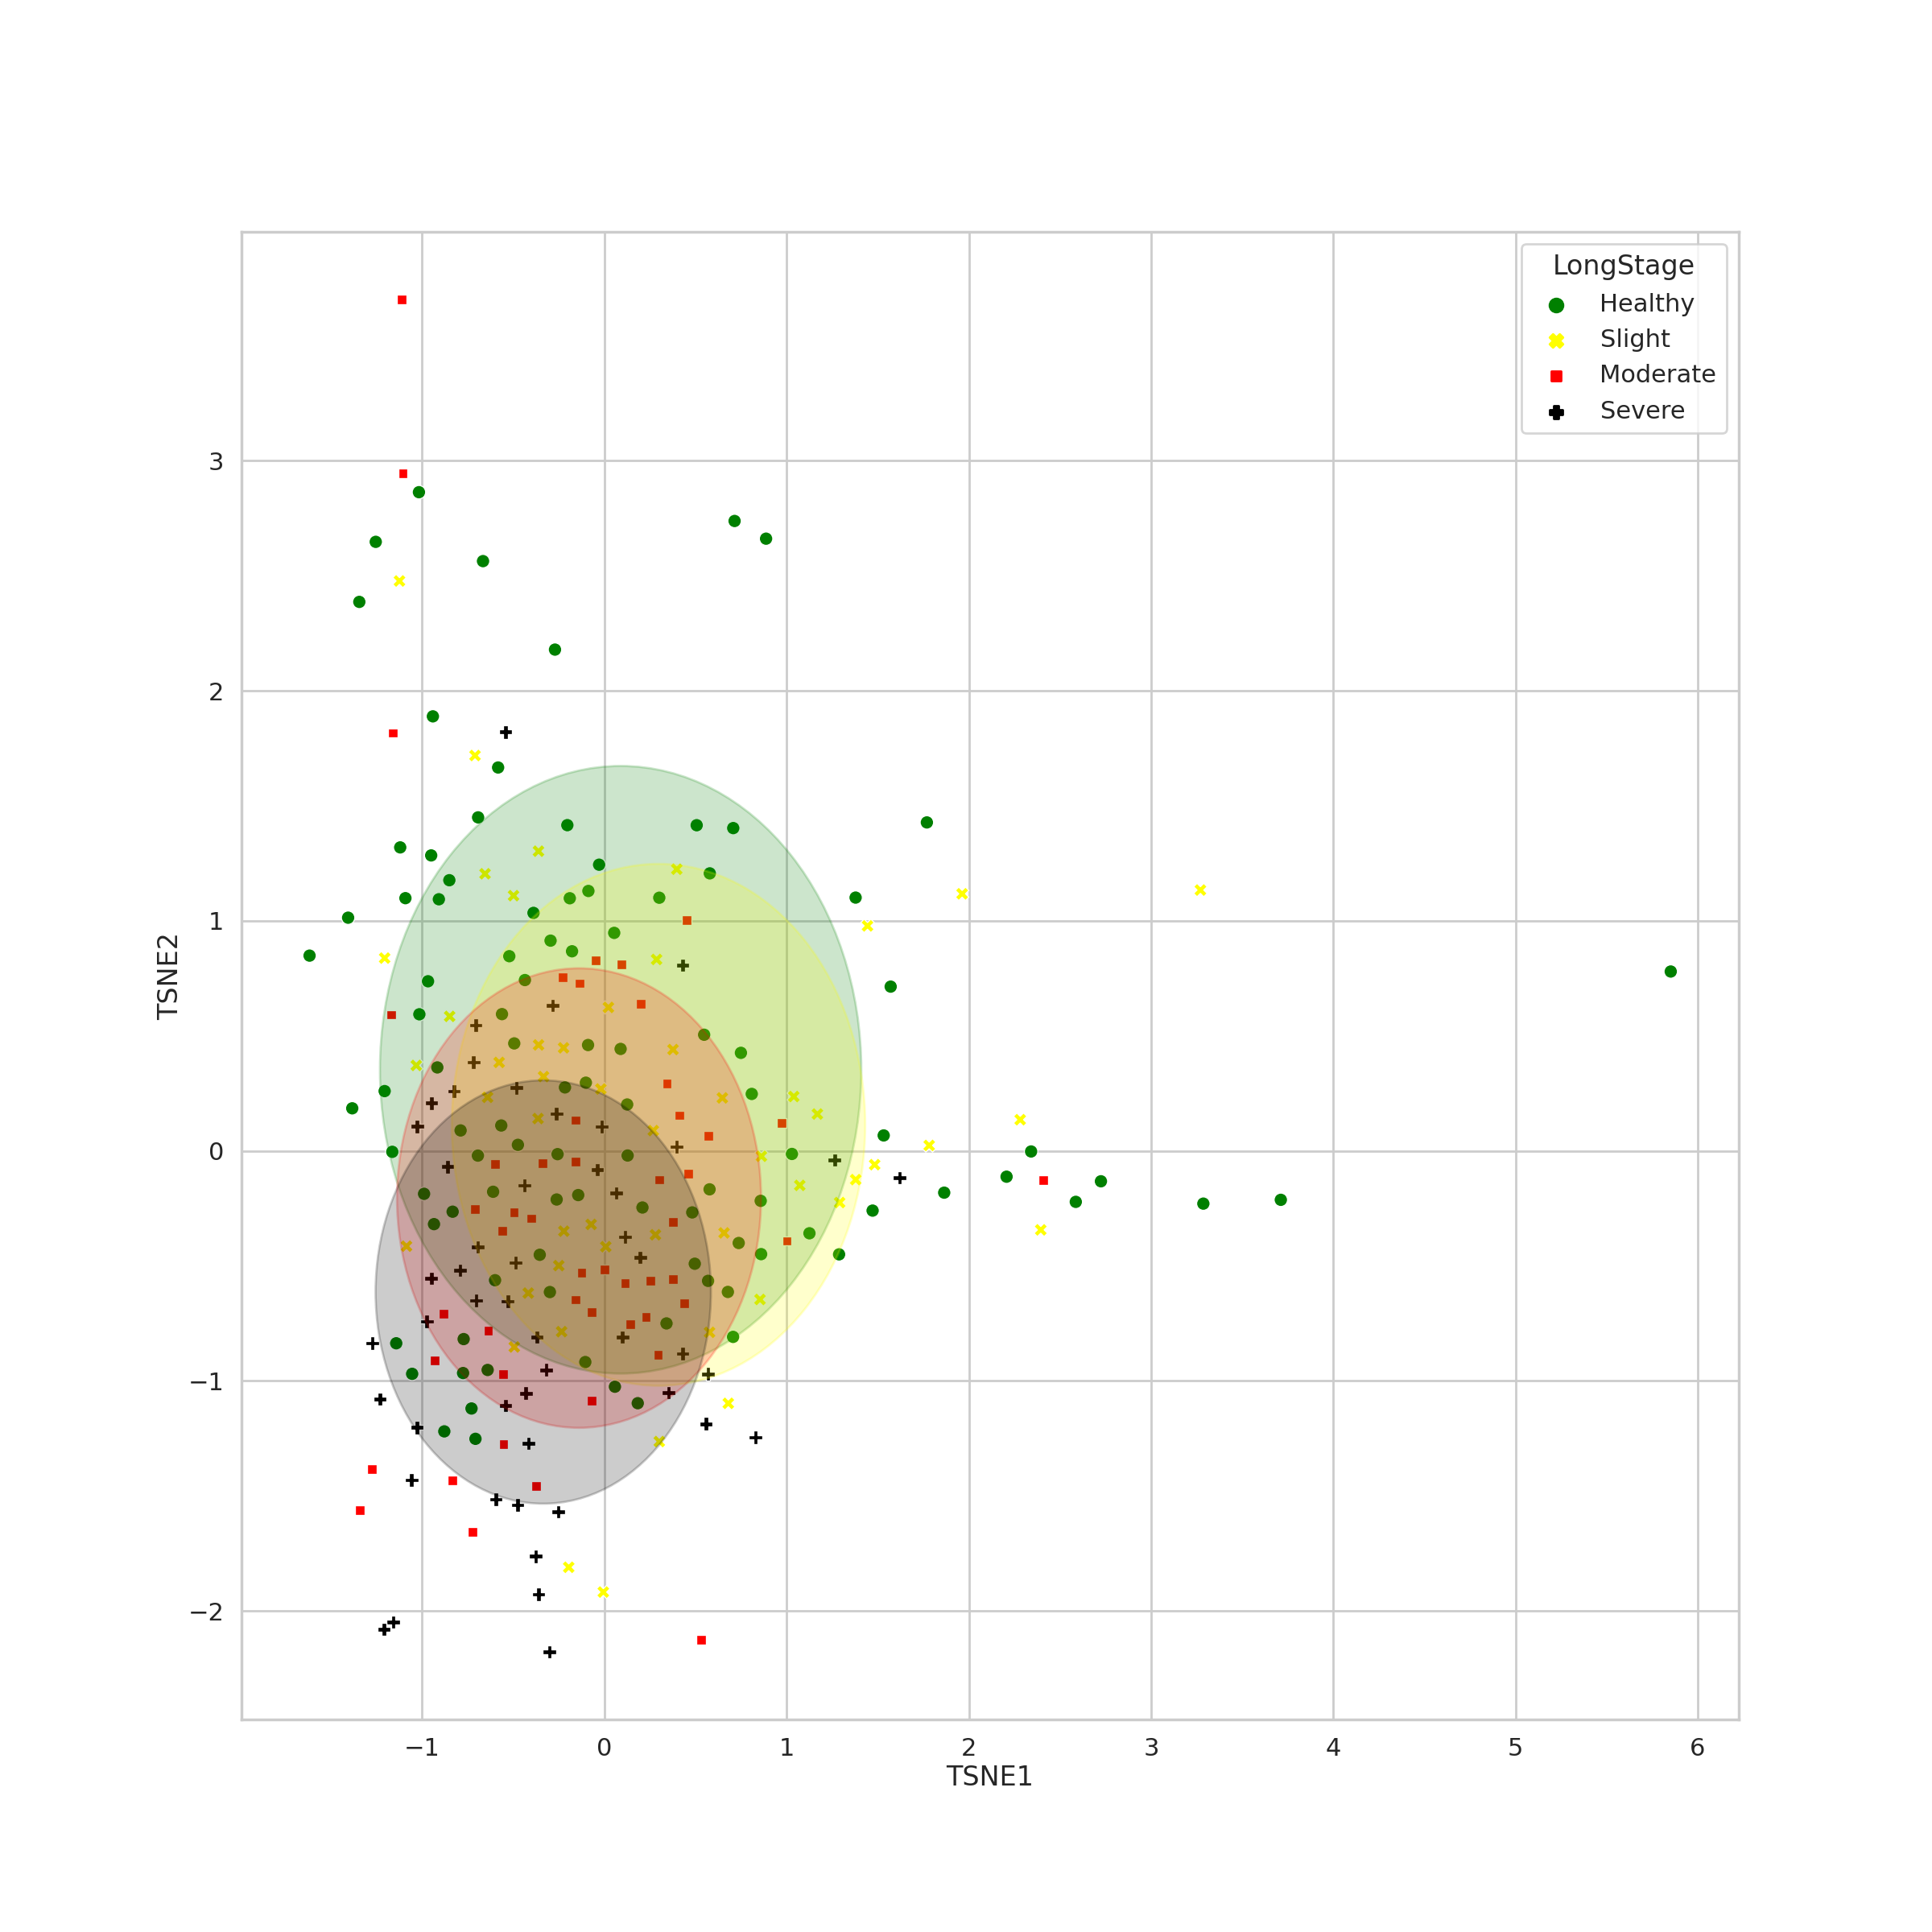 LongStage
Healthy
Slight
Moderate
Severe
3
2
1
0
−1
−2
TSNE2
−1 0 1 2 3 4 5 6
TSNE1